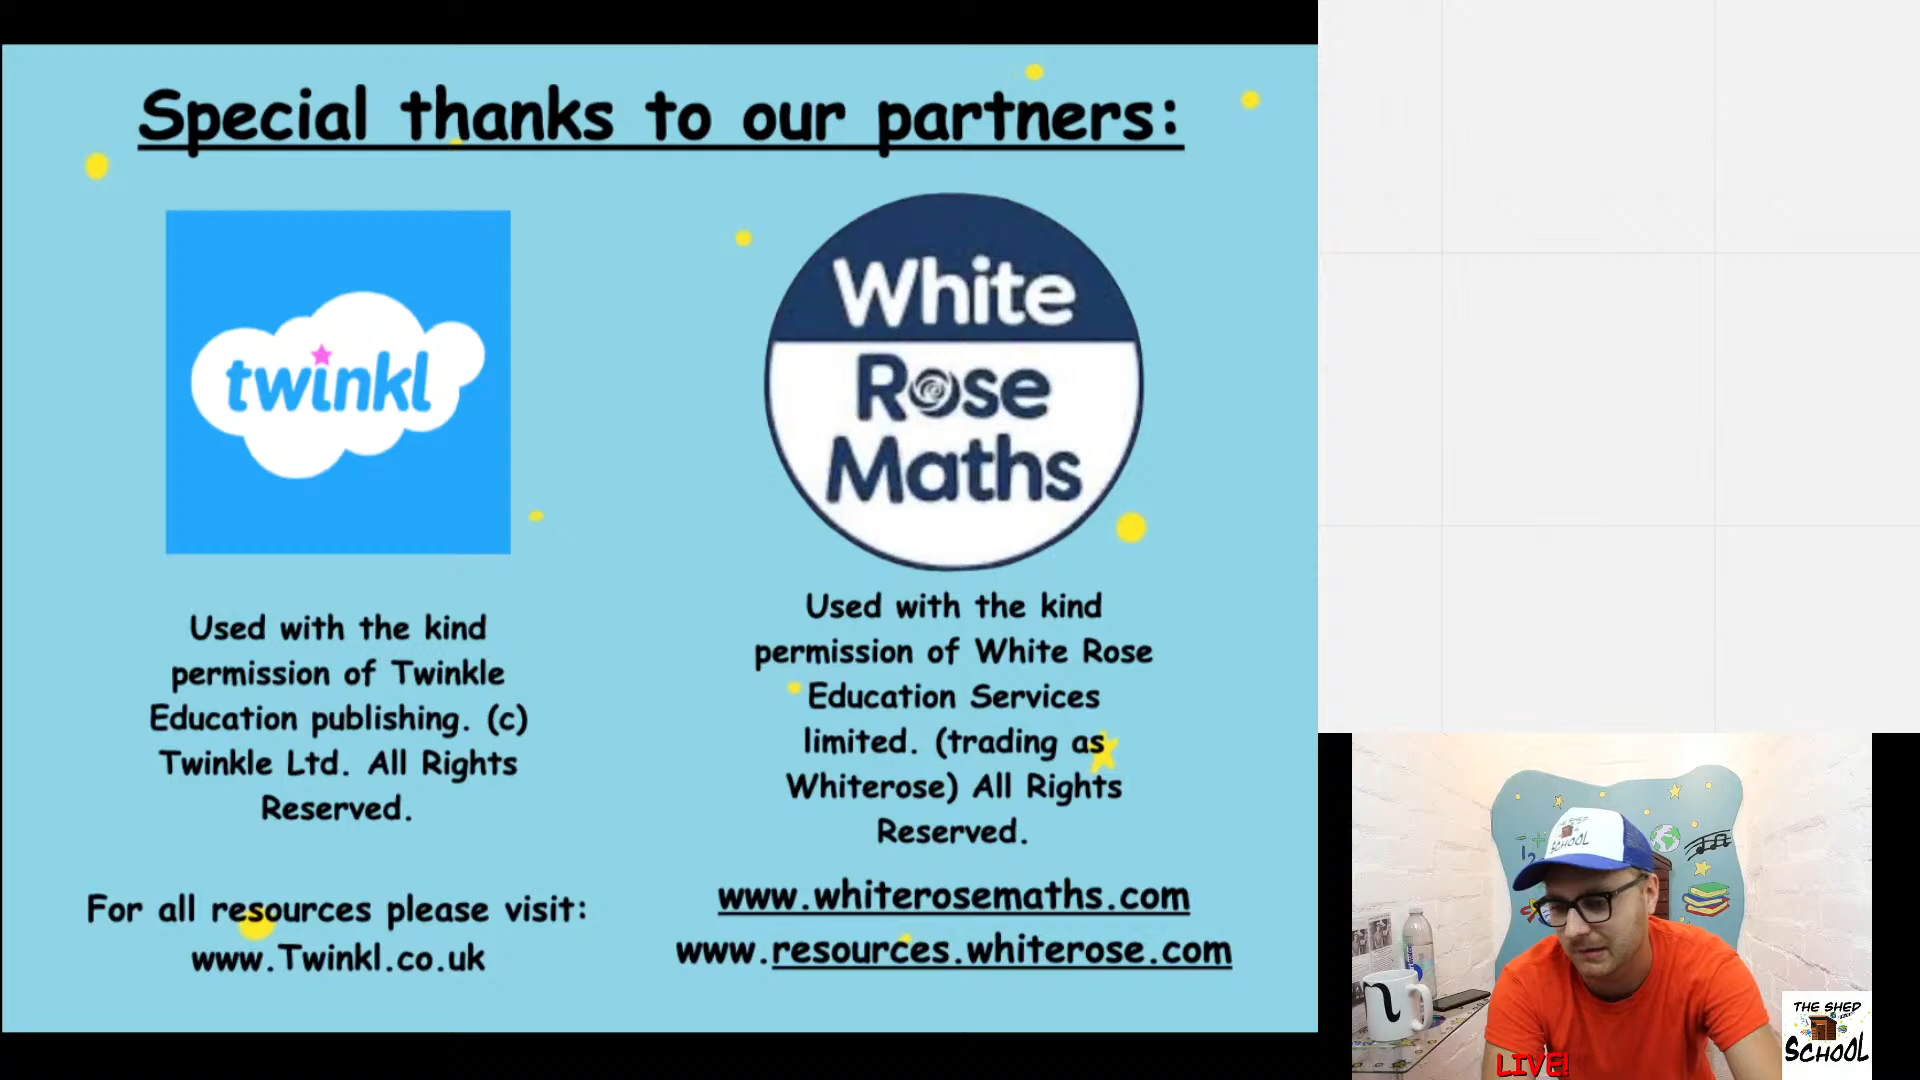 Special thanks to our partners:
twinkl
White
Rose
Maths
Used with the kind
permission of Twinkle
Education publishing. (c)
Twinkle Ltd. All Rights
Reserved.
For all resources please visit:
www.Twinkl.co.uk
Used with the kind
permission of White Rose
Education Services
limited. (trading as
Whiterose) All Rights
Reserved.
www.whiterosemaths.com
www.resources.whiterose.com
THE SHED
SCHOOL
LIVE!
THE SHED
SCHOOL